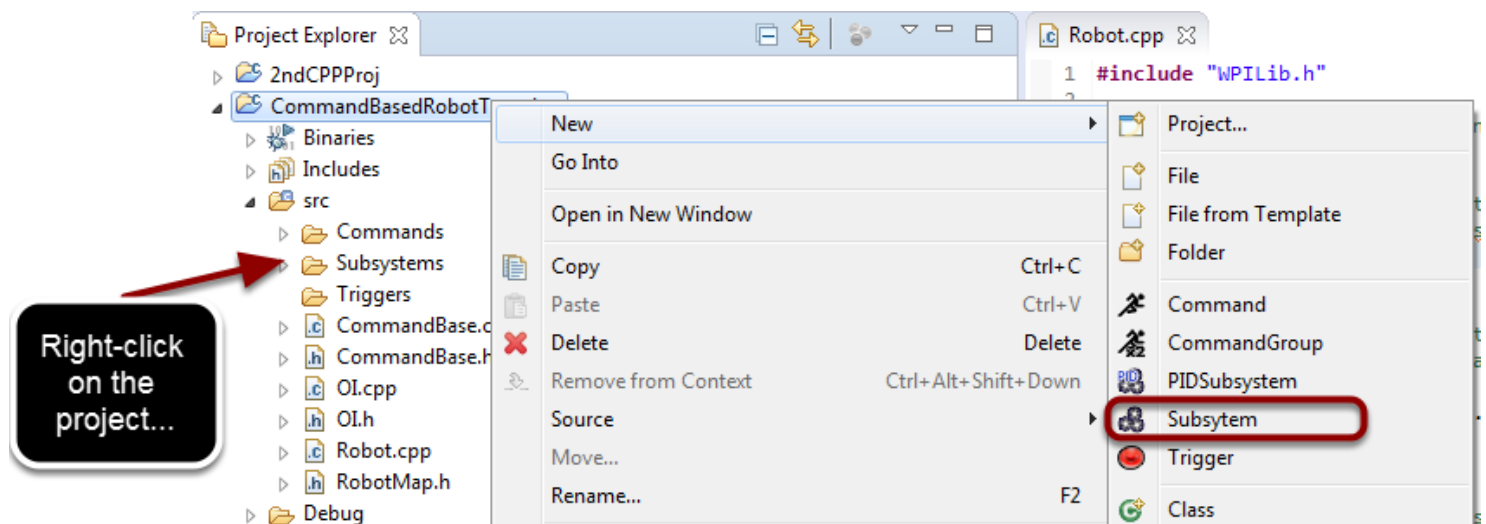 Project Explorer
2ndCPPProj
CommandBasedRobotT
Binaries
Includes
src
Commands
Subsystems
Triggers
.c CommandBase.c
.h CommandBase.h
.c OI.cpp
.h OI.h
.c Robot.cpp
.h RobotMap.h
Debug
Right-click
on the
project...
New
Go Into
Open in New Window
Copy Ctrl+C
Paste Ctrl+V
Delete Delete
Remove from Context Ctrl+Alt+Shift+Down
Source
Move...
Rename... F2
.c Robot.cpp
1 #include "WPILib.h"
Project...
File
File from Template
Folder
Command
CommandGroup
PIDSubsystem
Subsytem
Trigger
Class